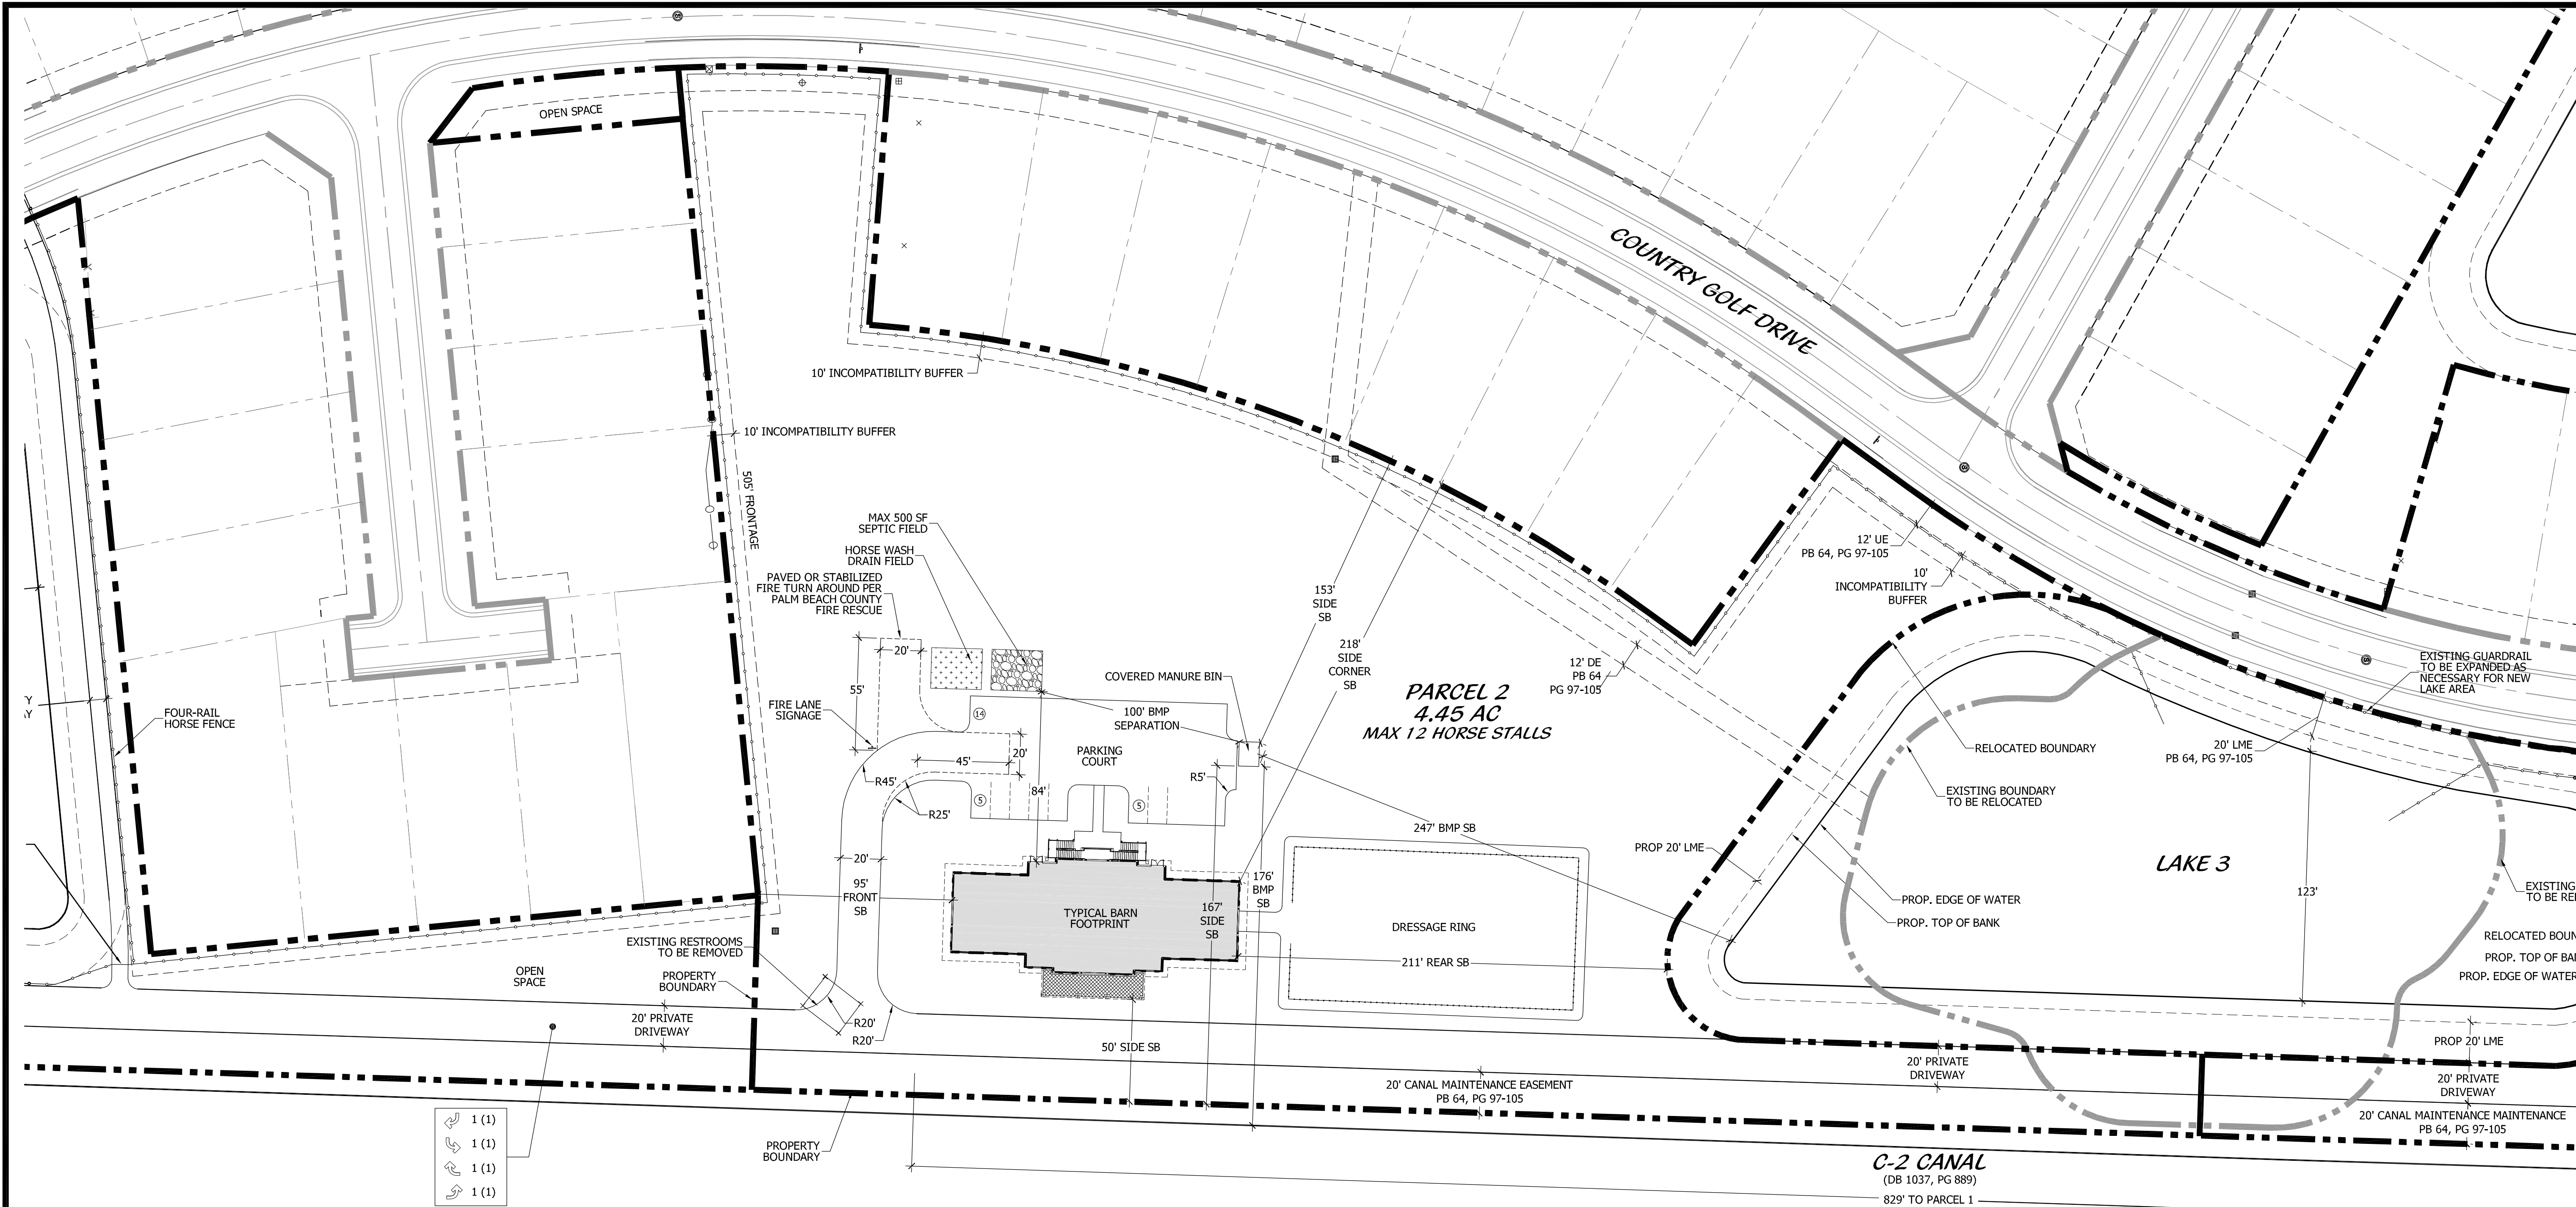 OPEN SPACE
COUNTRY GOLF DRIVE
10' INCOMPATIBILITY BUFFER
10' INCOMPATIBILITY BUFFER
505' FRONTAGE
MAX 500 SF
SEPTIC FIELD
HORSE WASH
DRAIN FIELD
PAVED OR STABILIZED
FIRE TURN AROUND PER
PALM BEACH COUNTY
FIRE RESCUE
12' UE
PB 64, PG 97-105
10'
INCOMPATIBILITY
BUFFER
153'
SIDE
SB
218'
SIDE
CORNER
SB
12' DE
PB 64
PG 97-105
20'
55'
COVERED MANURE BIN
PARCEL 2
4.45 AC
MAX 12 HORSE STALLS
EXISTING GUARDRAIL
TO BE EXPANDED AS
NECESSARY FOR NEW
LAKE AREA
FOUR-RAIL
HORSE FENCE
FIRE LANE
SIGNAGE
14
100' BMP
SEPARATION
PARKING
COURT
20'
45'
R45'
R5'
84'
5
5
R25'
RELOCATED BOUNDARY
20' LME
PB 64, PG 97-105
EXISTING BOUNDARY
TO BE RELOCATED
247' BMP SB
PROP 20' LME
LAKE 3
123'
20'
95'
FRONT
SB
176'
BMP
SB
167'
SIDE
SB
TYPICAL BARN
FOOTPRINT
DRESSAGE RING
PROP. EDGE OF WATER
PROP. TOP OF BANK
EXISTING
TO BE REL
RELOCATED BOUN
PROP. TOP OF BA
PROP. EDGE OF WATER
EXISTING RESTROOMS
TO BE REMOVED
211' REAR SB
OPEN
SPACE
PROPERTY
BOUNDARY
20' PRIVATE
DRIVEWAY
R20'
R20'
50' SIDE SB
PROP 20' LME
20' PRIVATE
DRIVEWAY
20' PRIVATE
DRIVEWAY
20' CANAL MAINTENANCE EASEMENT
PB 64, PG 97-105
20' CANAL MAINTENANCE MAINTENANCE
PB 64, PG 97-105
1 (1)
1 (1)
1 (1)
1 (1)
PROPERTY
BOUNDARY
C-2 CANAL
(DB 1037, PG 889)
829' TO PARCEL 1